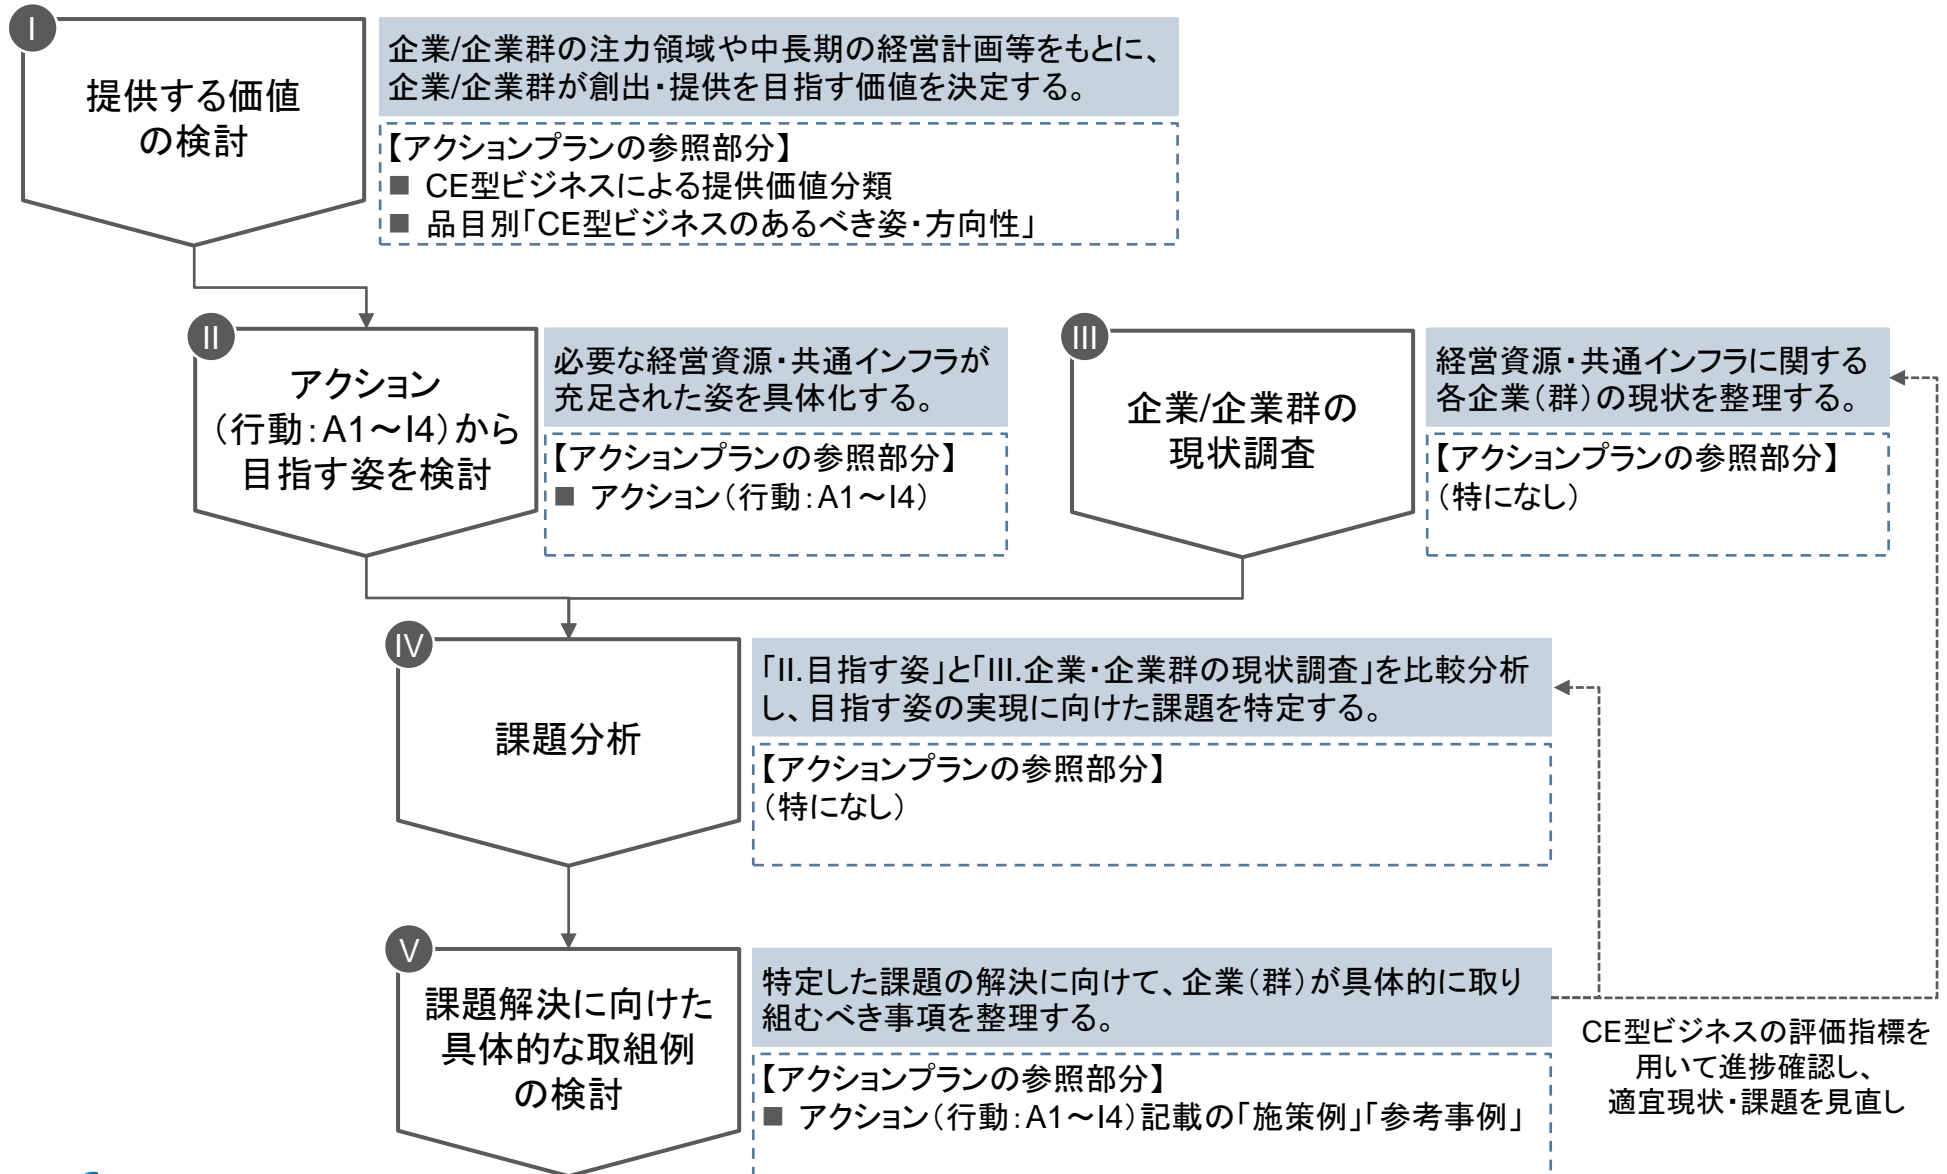 I
提供する価値
の検討
企業/企業群の注力領域や中長期の経営計画等をもとに、
企業/企業群が創出・提供を目指す価値を決定する。
【アクションプランの参照部分】
■ CE型ビジネスによる提供価値分類
■ 品目別「CE型ビジネスのあるべき姿・方向性」
II
アクション
（行動：A1～I4）から
目指す姿を検討
必要な経営資源・共通インフラが
充足された姿を具体化する。
【アクションプランの参照部分】
■ アクション（行動：A1～I4）
III
企業/企業群の
現状調査
経営資源・共通インフラに関する
各企業（群）の現状を整理する。
【アクションプランの参照部分】
（特になし）
IV
課題分析
「II.目指す姿」と「III.企業・企業群の現状調査」を比較分析
し、目指す姿の実現に向けた課題を特定する。
【アクションプランの参照部分】
（特になし）
V
課題解決に向けた
具体的な取組例
の検討
特定した課題の解決に向けて、企業（群）が具体的に取り
組むべき事項を整理する。
【アクションプランの参照部分】
■ アクション（行動：A1～I4）記載の「施策例」「参考事例」
CE型ビジネスの評価指標を
用いて進捗確認し、
適宜現状・課題を見直し